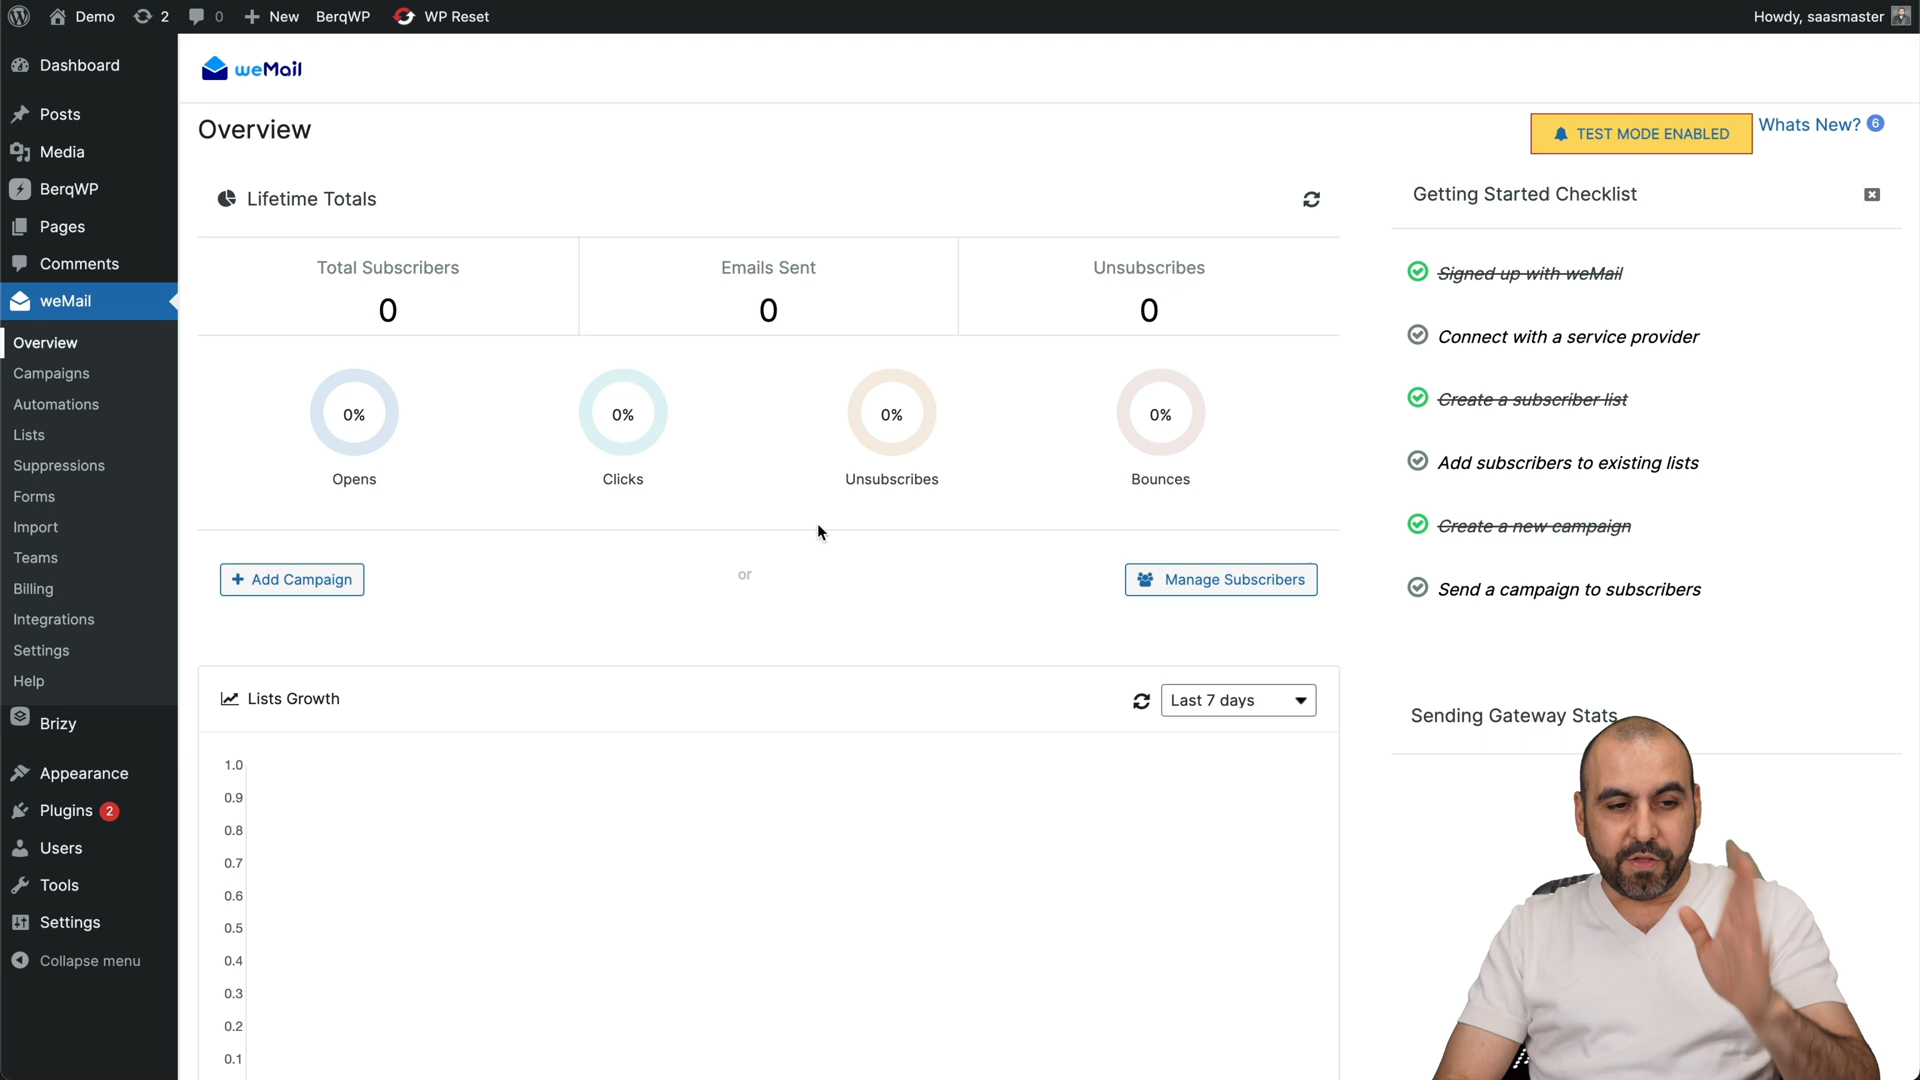 Demo
2
0
New
BerqWP
WP Reset
Howdy, saasmaster
Dashboard
Posts
Media
BerqWP
Pages
Comments
weMail
Overview
Campaigns
Automations
Lists
Suppressions
Forms
Import
Teams
Billing
Integrations
Settings
Help
Brizy
Appearance
Plugins 2
Users
Tools
Settings
Collapse menu
weMail
Overview
TEST MODE ENABLED
Whats New? 6
Lifetime Totals
Total Subscribers
0
Emails Sent
0
Unsubscribes
0
0%
Opens
0%
Clicks
0%
Unsubscribes
0%
Bounces
Add Campaign
or
Manage Subscribers
Lists Growth
Last 7 days
1.0
0.9
0.8
0.7
0.6
0.5
0.4
0.3
0.2
0.1
Getting Started Checklist
Signed up with weMail
Connect with a service provider
Create a subscriber list
Add subscribers to existing lists
Create a new campaign
Send a campaign to subscribers
Sending Gateway Stats